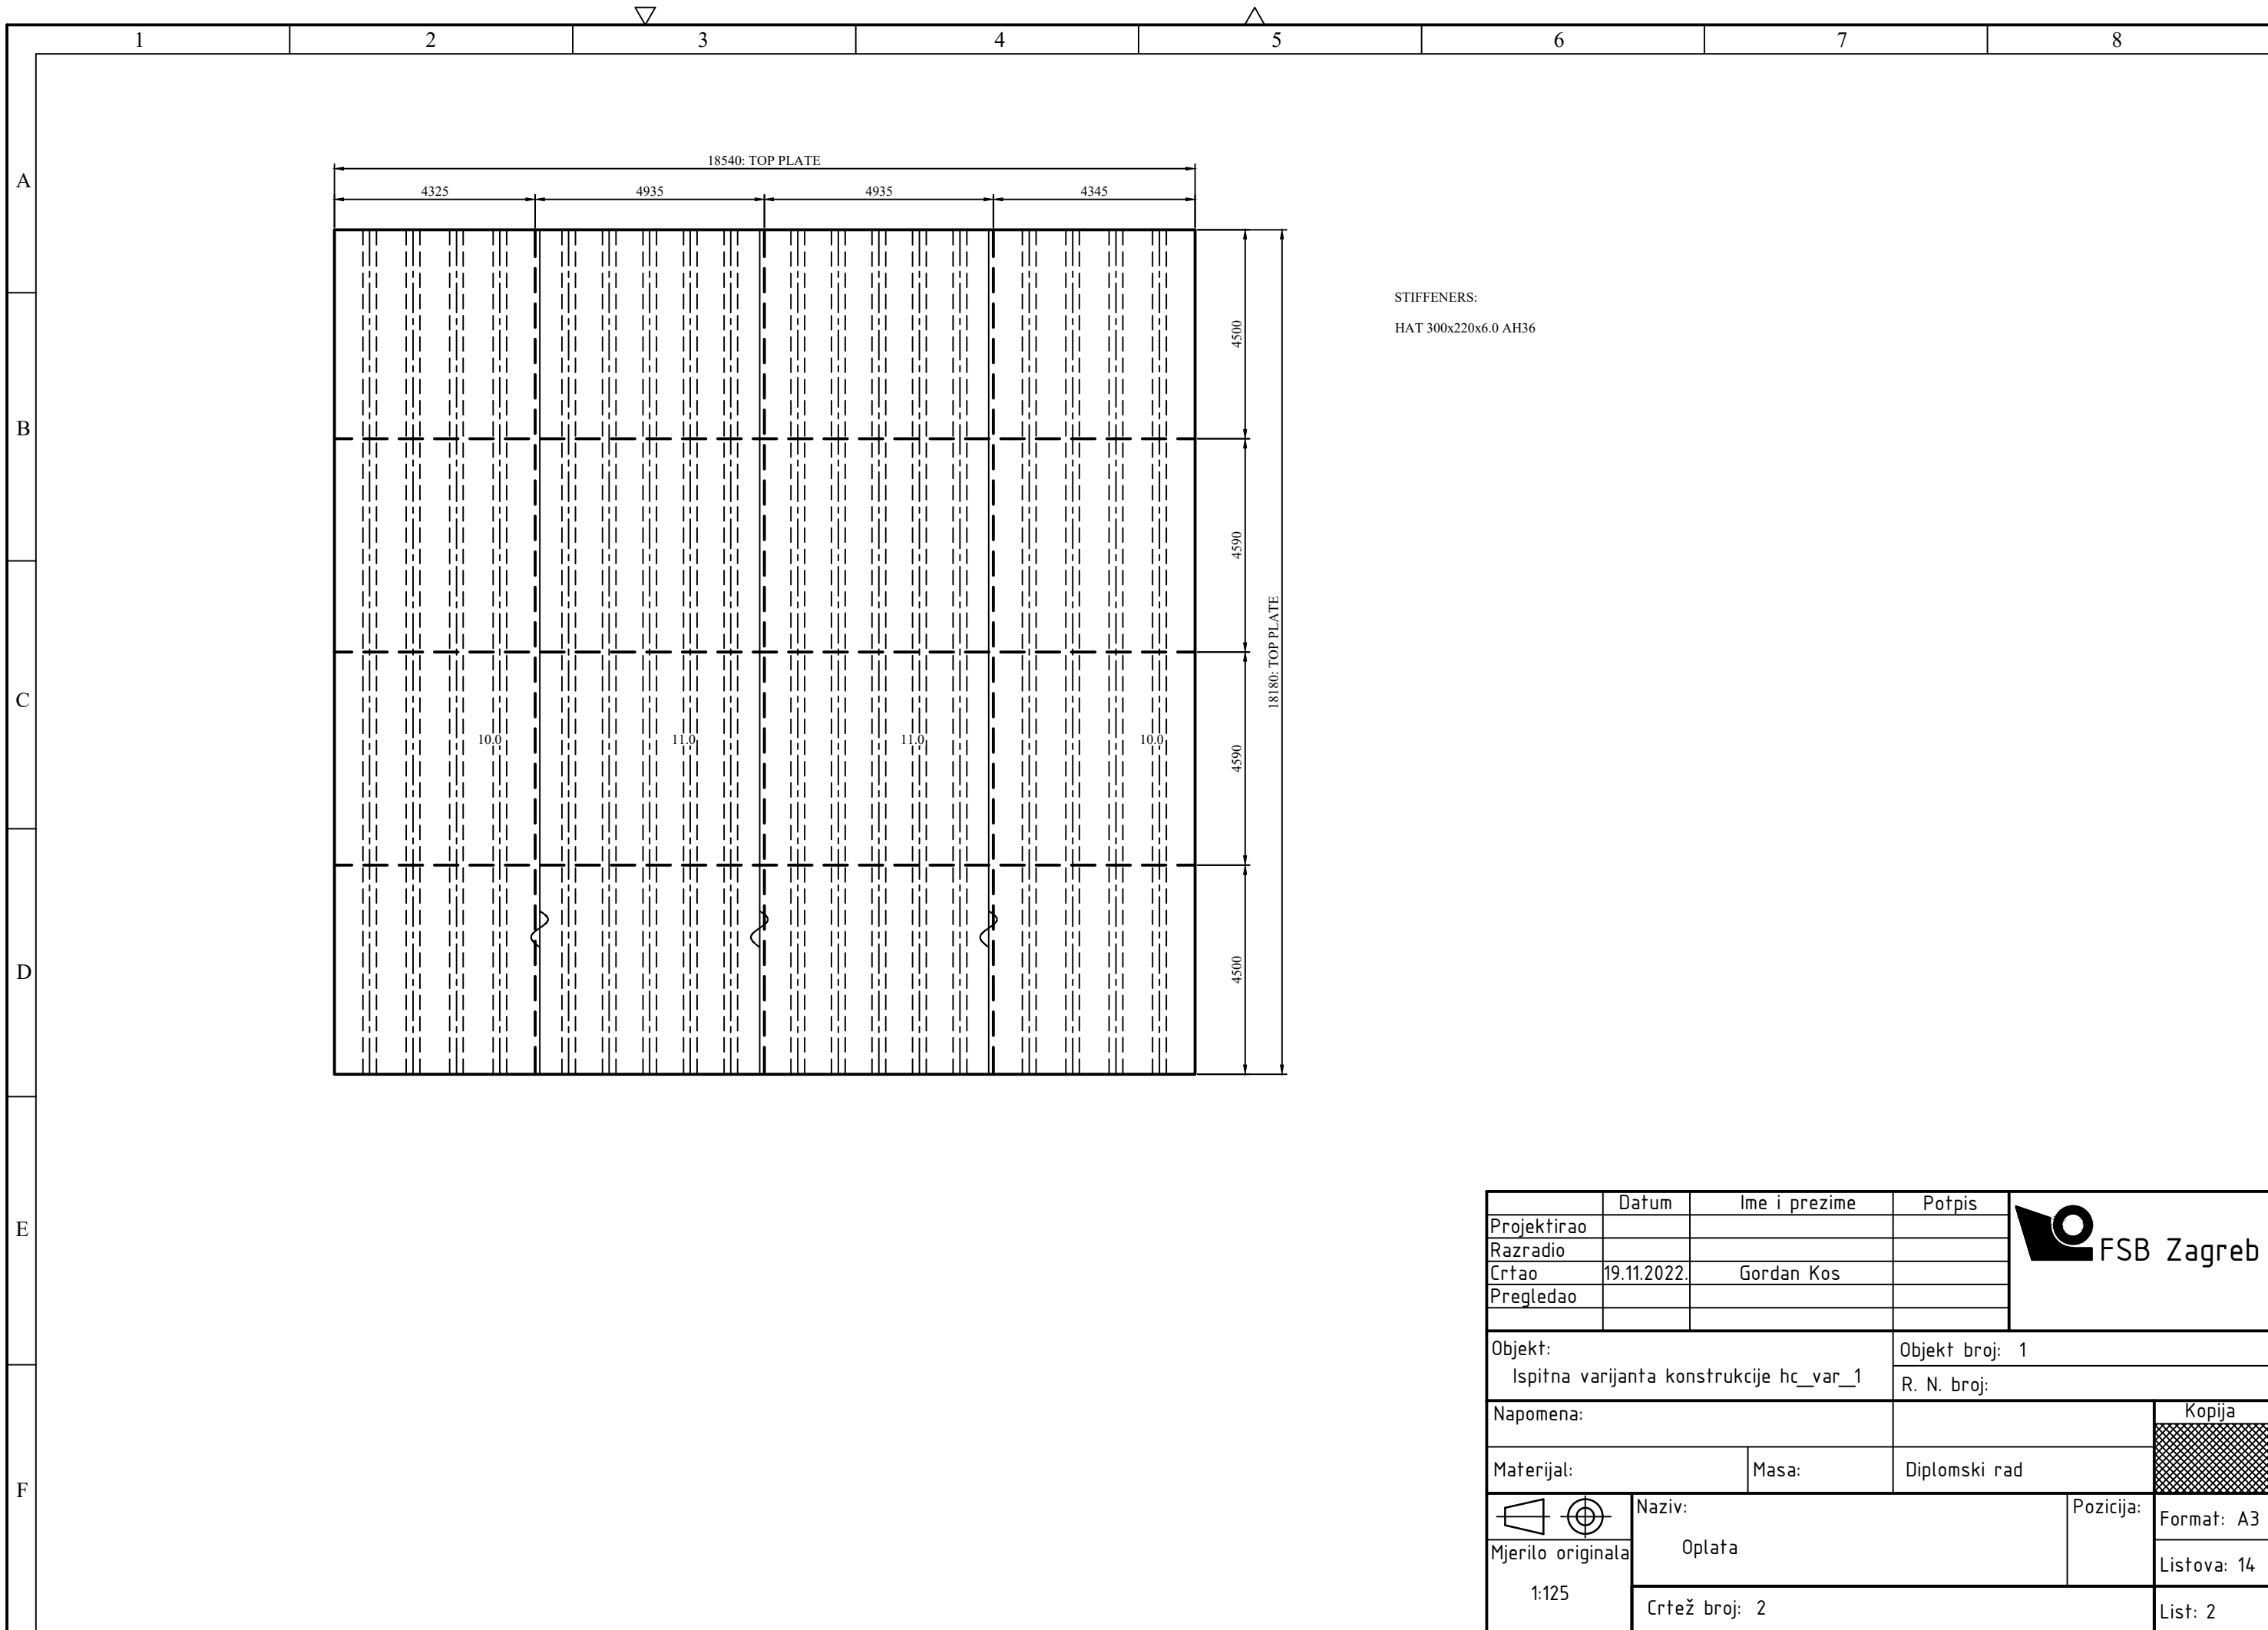 1 2 3 4 5 6 7 8
A
B
C
D
E
F
18540: TOP PLATE
4325 4935 4935 4345
4500
4590
4590
4500
18180: TOP PLATE
10.0 11.0 11.0 10.0
STIFFENERS:
HAT 300x220x6.0 AH36
Datum Ime i prezime Potpis
Projektirao
Razradio
Crtao 19.11.2022. Gordan Kos
Pregledao
FSB Zagreb
Objekt:
Ispitna varijanta konstrukcije hc_var_1
Objekt broj: 1
R. N. broj:
Napomena:
Kopija
Materijal: Masa: Diplomski rad
Naziv:
Oplata
Pozicija:
Format: A3
Mjerilo originala
1:125
Listova: 14
Crtež broj: 2
List: 2